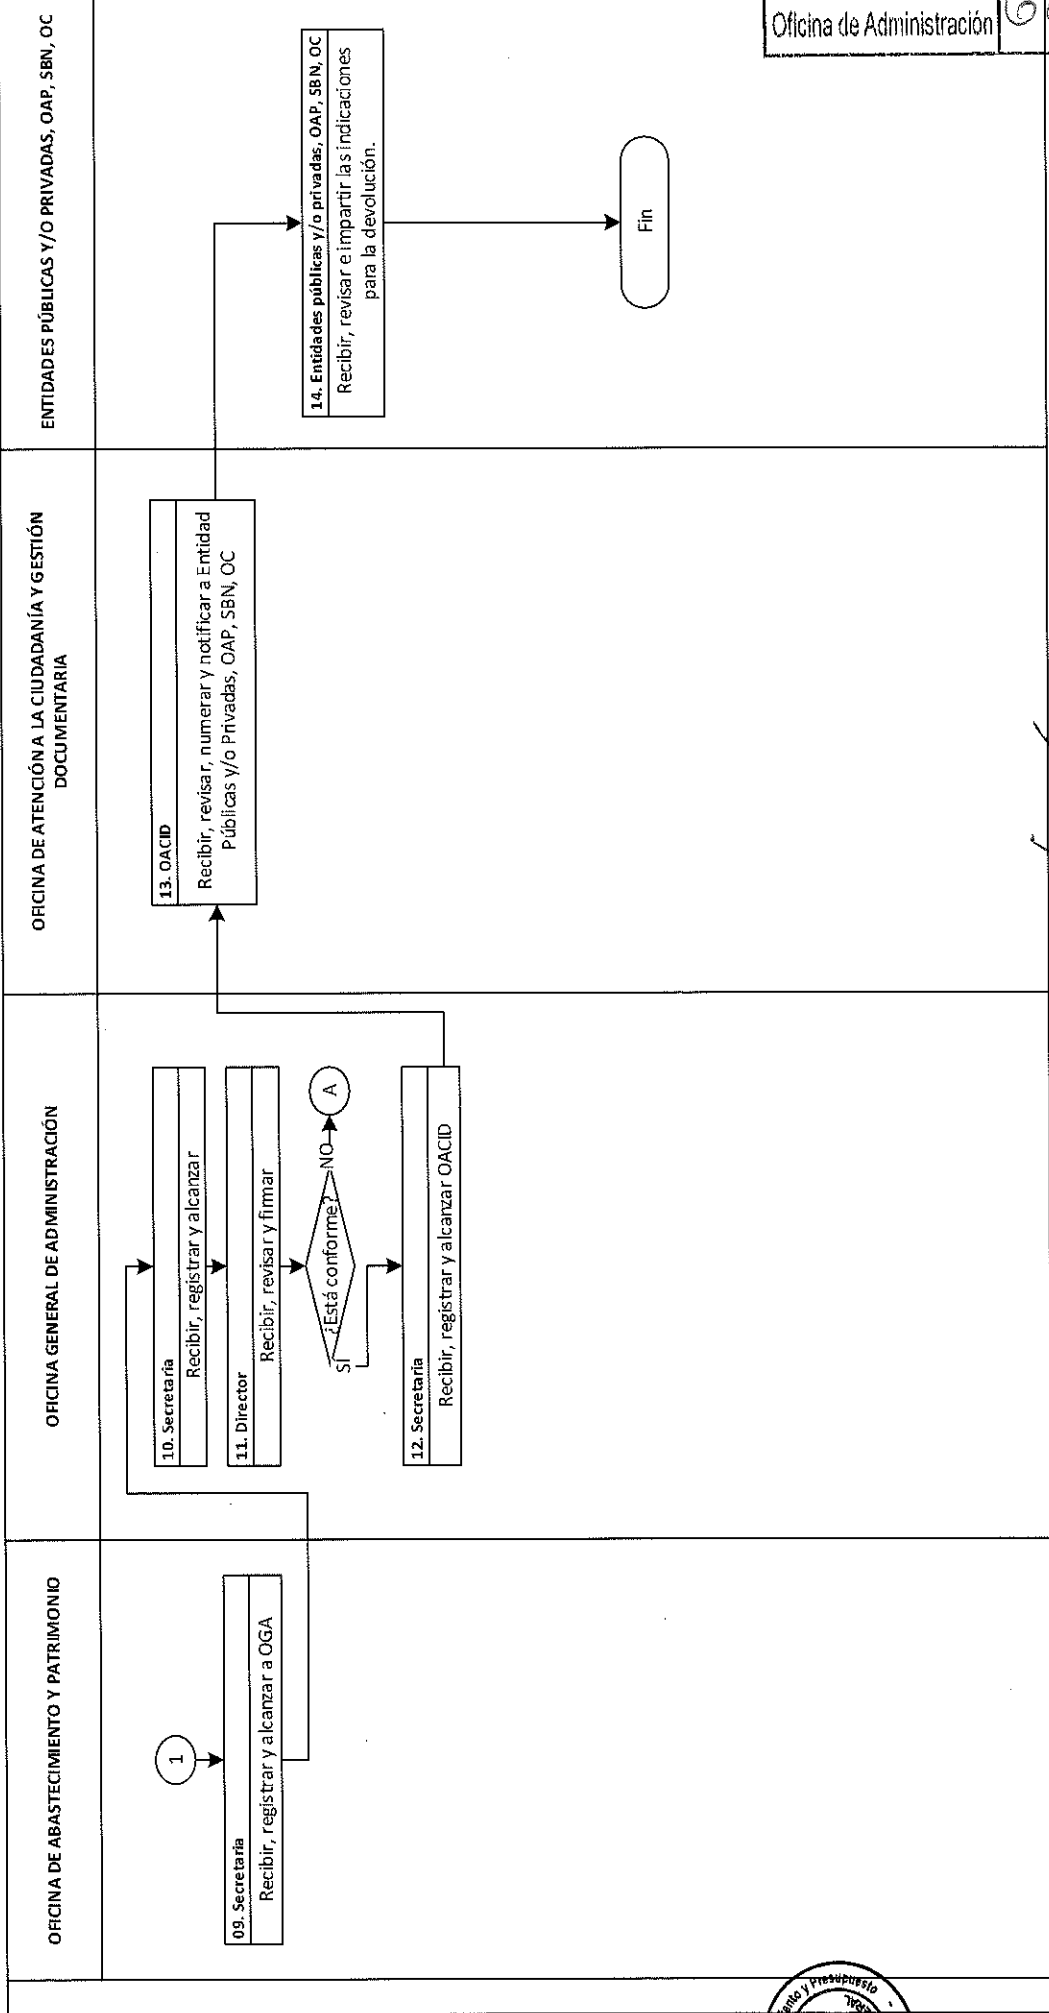 OFICINA DE ABASTECIMIENTO Y PATRIMONIO
1
09. Secretaria
Recibir, registrar y alcanzar a OGA
OFICINA GENERAL DE ADMINISTRACIÓN
10. Secretaria
Recibir, registrar y alcanzar
11. Director
Recibir, revisar y firmar
¿Está conforme?
NO
A
SÍ
12. Secretaria
Recibir, registrar y alcanzar OACID
OFICINA DE ATENCIÓN A LA CIUDADANÍA Y GESTIÓN
DOCUMENTARIA
13. OACID
Recibir, revisar, numerar y notificar a Entidad
Públicas y/o Privadas, OAP, SBN, OC
ENTIDADES PÚBLICAS Y/O PRIVADAS, OAP, SBN, OC
14. Entidades públicas y/o privadas, OAP, SBN, OC
Recibir, revisar e impartir las indicaciones
para la devolución.
Fin
Oficina de Administración
y Presupuesto